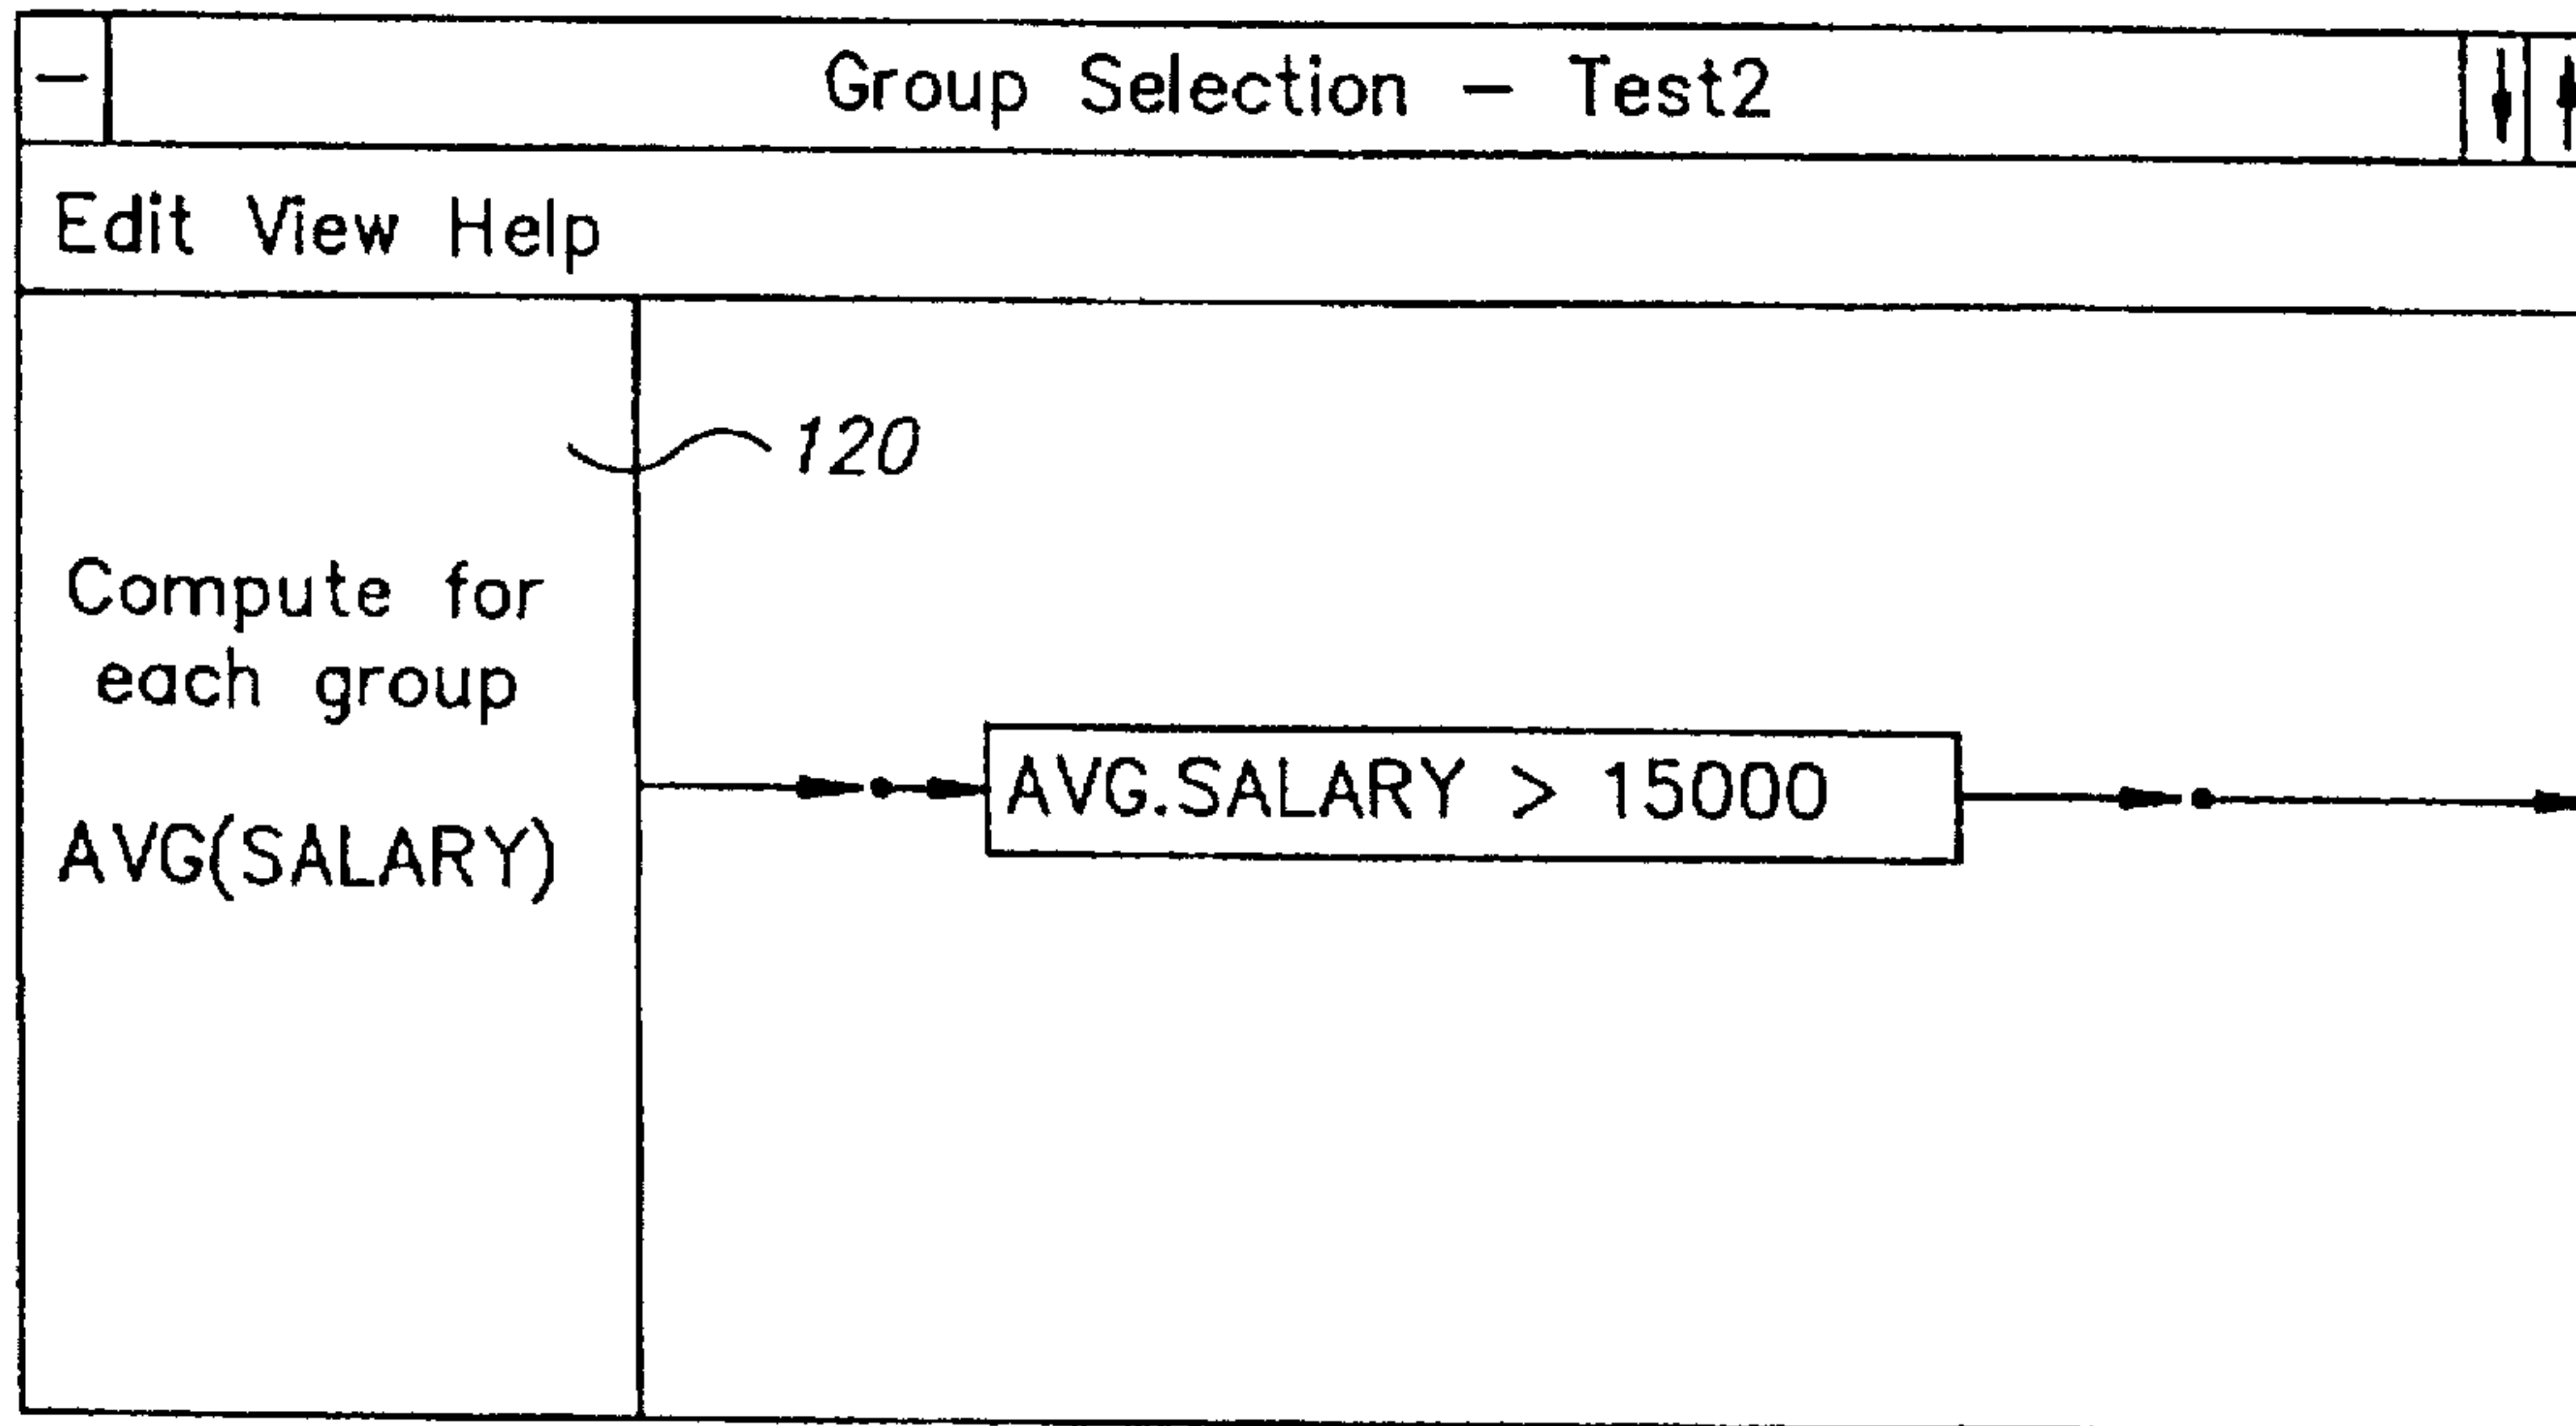 Group Selection – Test2
Edit View Help
120
Compute for
each group
AVG(SALARY)
AVG.SALARY > 15000